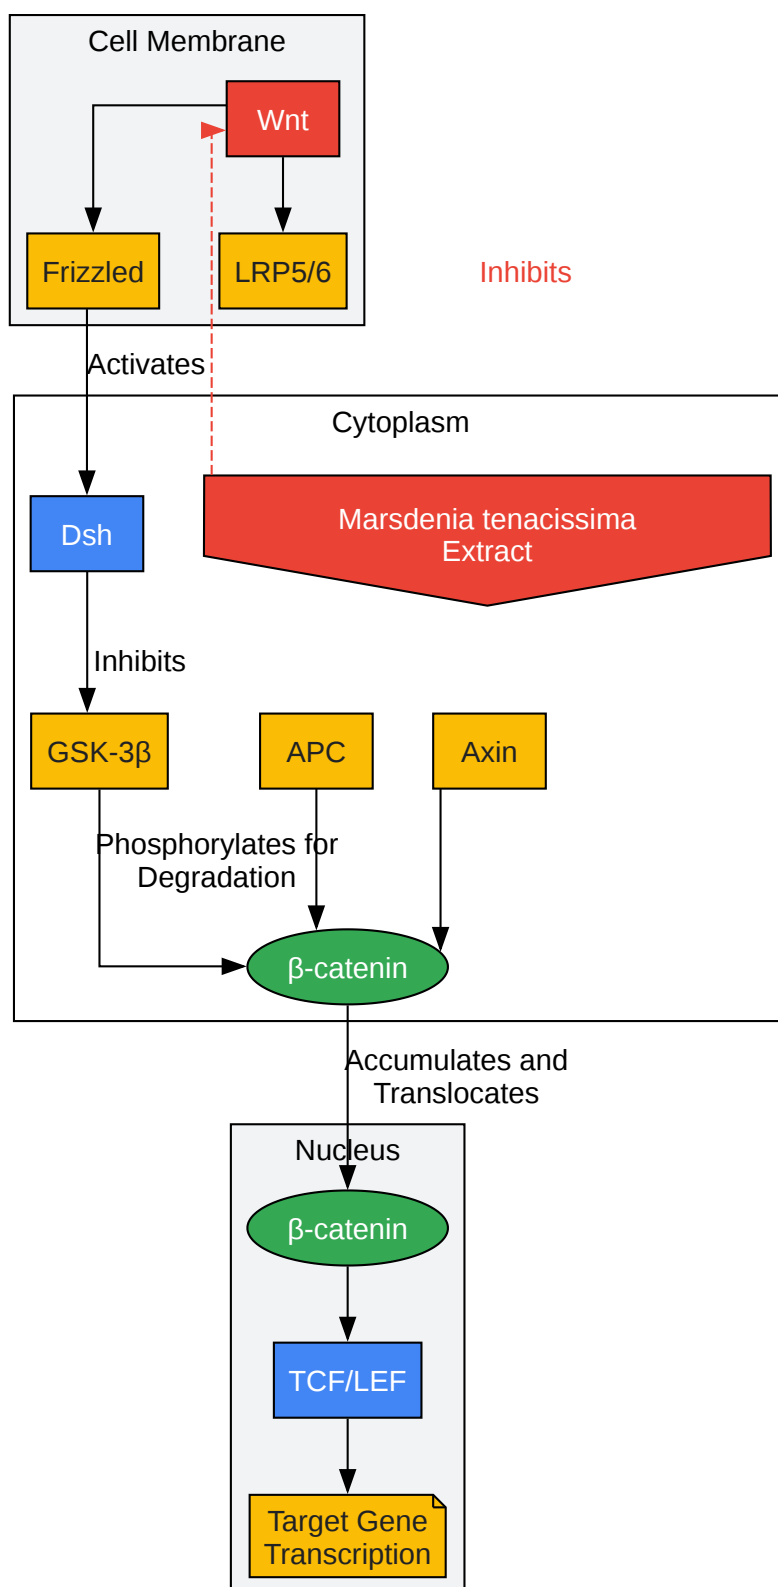 Cell Membrane
Wnt
Frizzled
LRP5/6
Inhibits
Activates
Cytoplasm
Dsh
Marsdenia tenacissima
Extract
Inhibits
GSK-3β
APC
Axin
Phosphorylates for
Degradation
β-catenin
Accumulates and
Translocates
Nucleus
β-catenin
TCF/LEF
Target Gene
Transcription